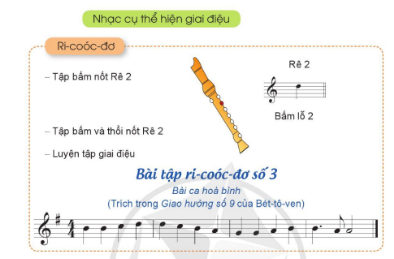 Nhạc cụ thể hiện giai điệu
Ri-coóc-đơ
– Tập bấm nốt Rê 2
Rê 2
Bấm lỗ 2
– Tập bấm và thổi nốt Rê 2
– Luyện tập giai điệu
Bài tập ri-coóc-đơ số 3
Bài ca hoà bình
(Trích trong Giao hưởng số 9 của Bét-tô-ven)